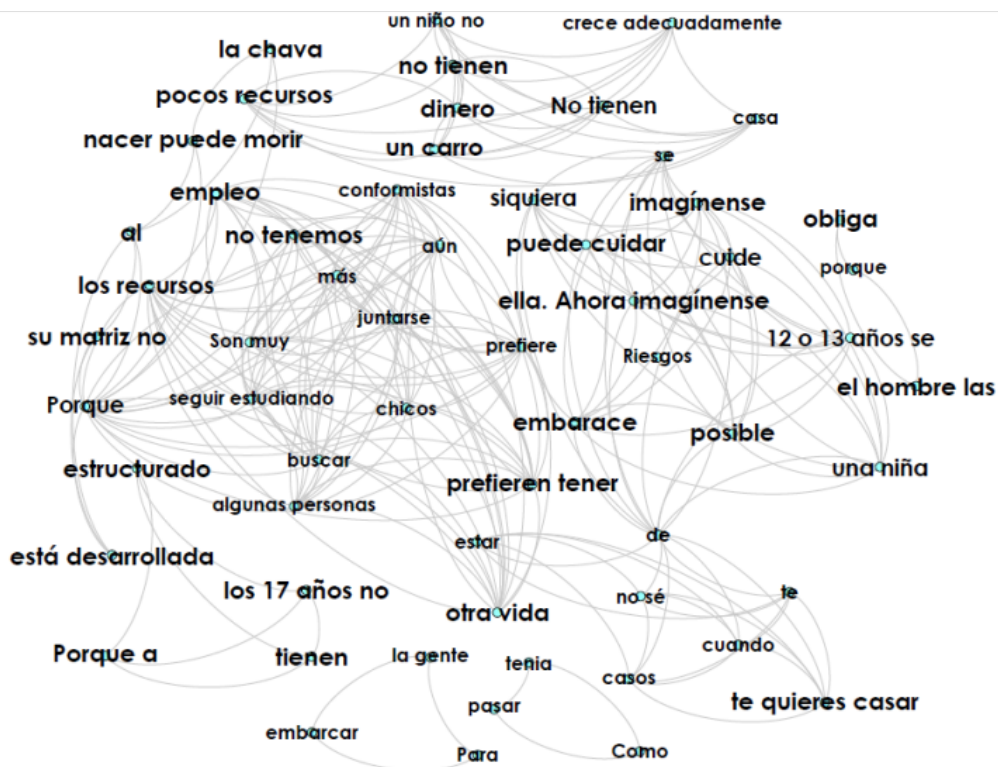 un niño no
crece adecuadamente
la chava
no tienen
pocos recursos
dinero
No tienen
casa
nacer puede morir
un carro
se
empleo
conformistas
siquiera
imagínense
obliga
al
no tenemos
aún
puede cuidar
cuide
porque
más
los recursos
ella. Ahora imagínense
juntarse
su matriz no
Son muy
prefiere
Riesgos
12 o 13 años se
el hombre las
Porque
seguir estudiando
chicos
embarace
posible
estructurado
buscar
una niña
prefieren tener
algunas personas
estar
de
está desarrollada
los 17 años no
otra vida
no sé
te
cuando
Porque a
tienen
la gente
tenia
casos
te quieres casar
pasar
embarcar
Para
Como